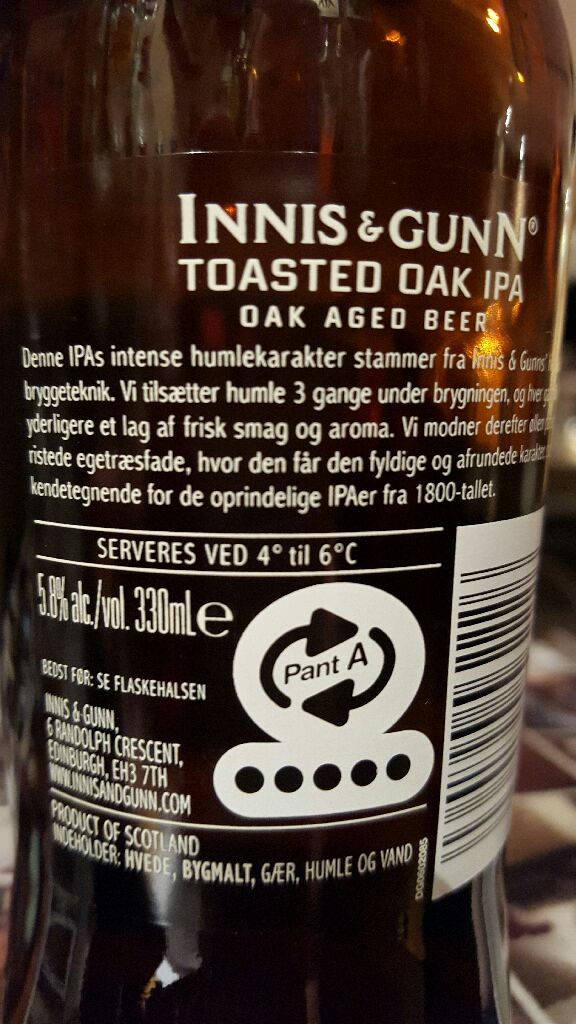 INNIS & GUNN®
TOASTED OAK IPA
OAK AGED BEER
Denne IPAs intense humlekarakter stammer fra Innis & Gunns'
bryggeteknik. Vi tilsætter humle 3 gange under brygningen, og hver
yderligere et lag af frisk smag og aroma. Vi modner derefter øllen
ristede egetræsfade, hvor den får den fyldige og afrundede karakter
kendetegnende for de oprindelige IPAer fra 1800-tallet.
SERVERES VED 4° til 6°C
5.8% alc./vol. 330mL e
Pant A
BEDST FØR: SE FLASKEHALSEN
INNIS & GUNN,
6 RANDOLPH CRESCENT,
EDINBURGH, EH3 7TH
WWW.INNISANDGUNN.COM
PRODUCT OF SCOTLAND
INDEHOLDER: HVEDE, BYGMALT, GÆR, HUMLE OG VAND
DG0602085